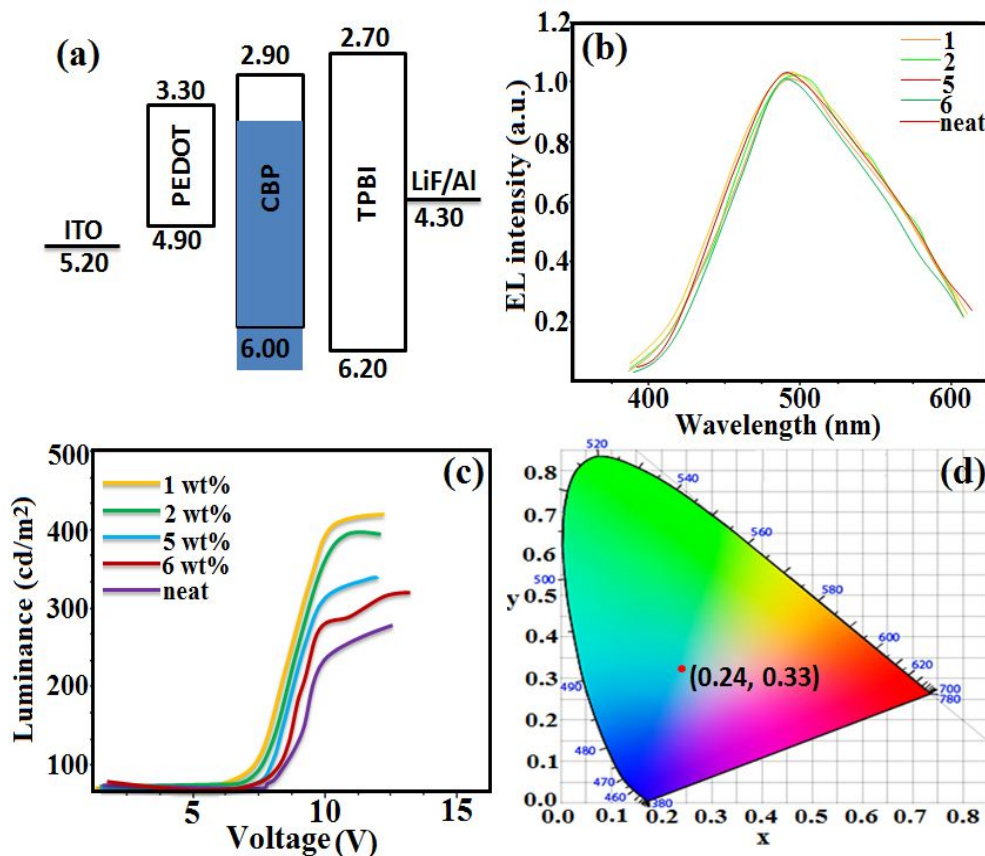 (a)
2.90
2.70
3.30
PEDOT
CBP
TPBI
LiF/Al
4.30
ITO
5.20
4.90
6.00
6.20
(b)
1.2
1.0
0.8
0.6
0.4
0.2
EL intensity (a.u.)
1
2
5
6
neat
400
500
600
Wavelength (nm)
(c)
500
400
300
200
100
Luminance (cd/m²)
1 wt%
2 wt%
5 wt%
6 wt%
neat
5
10
15
Voltage (V)
(d)
0.8
0.7
0.6
0.5
0.4
0.3
0.2
0.1
0.0
y
520
540
560
580
600
620
700
780
500
490
480
470
460
380
(0.24, 0.33)
0.0 0.1 0.2 0.3 0.4 0.5 0.6 0.7 0.8
x